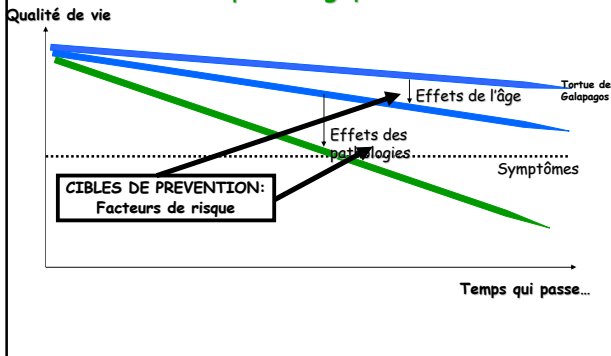 Qualité de vie
Tortue de
Galapagos
Effets de l'âge
Effets des
pathologies
Symptômes
CIBLES DE PREVENTION:
Facteurs de risque
Temps qui passe…